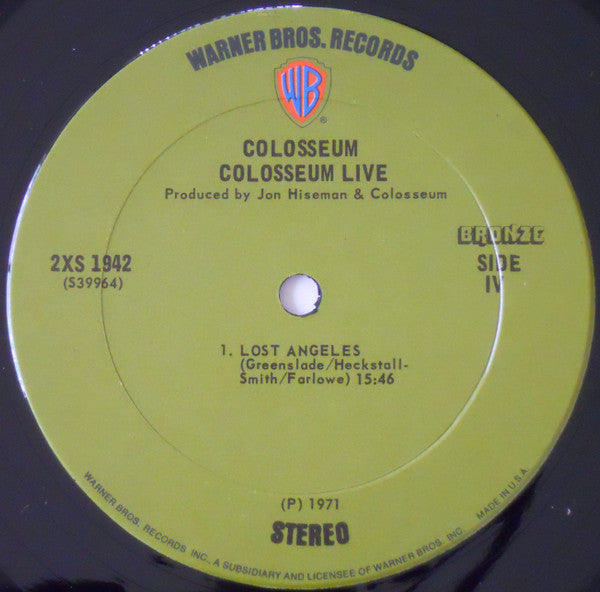 WARNER BROS. RECORDS
WB
®
COLOSSEUM
COLOSSEUM LIVE
Produced by Jon Hiseman & Colosseum
BRONZE
2XS 1942
(S39964)
SIDE
IV
1. LOST ANGELES
(Greenslade/Heckstall-
Smith/Farlowe) 15:46
(P) 1971
STEREO
WARNER BROS. RECORDS INC., A SUBSIDIARY AND LICENSEE OF WARNER BROS. INC.
MADE IN U.S.A.